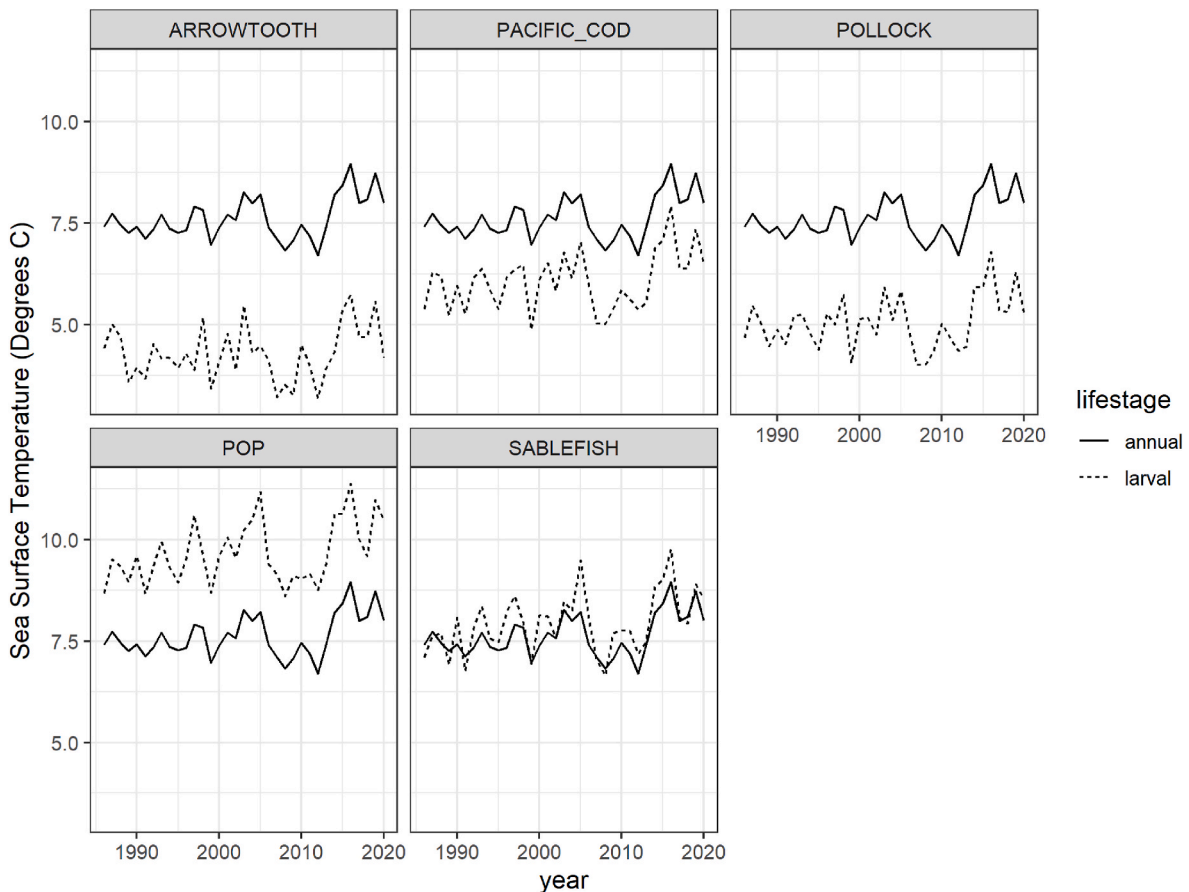 ARROWTOOTH
PACIFIC_COD
POLLOCK
10.0
7.5
5.0
1990
2000
2010
2020
POP
SABLEFISH
10.0
7.5
5.0
1990
2000
2010
2020
1990
2000
2010
2020
year
Sea Surface Temperature (Degrees C)
lifestage
annual
larval